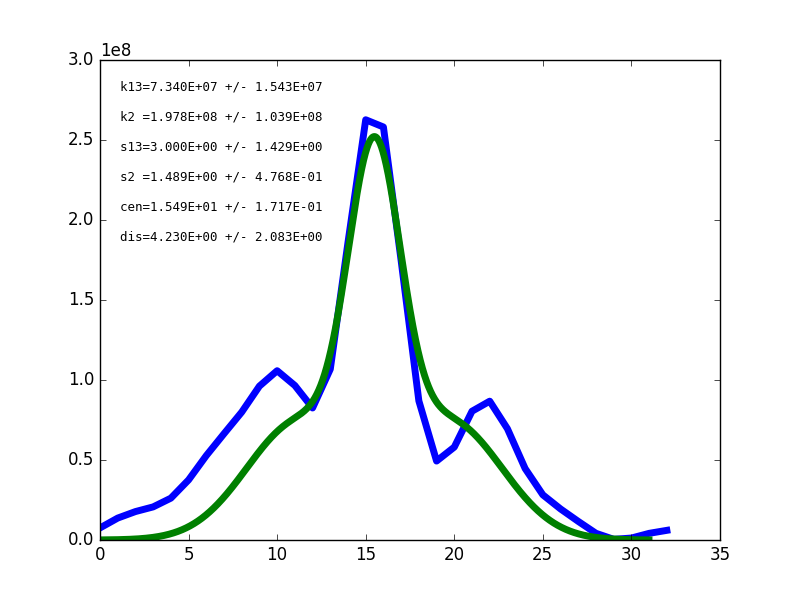 1e8
3.0
k13=7.340E+07 +/- 1.543E+07
k2 =1.978E+08 +/- 1.039E+08
2.5
s13=3.000E+00 +/- 1.429E+00
s2 =1.489E+00 +/- 4.768E-01
cen=1.549E+01 +/- 1.717E-01
2.0
dis=4.230E+00 +/- 2.083E+00
1.5
1.0
0.5
0.0
0 5 10 15 20 25 30 35